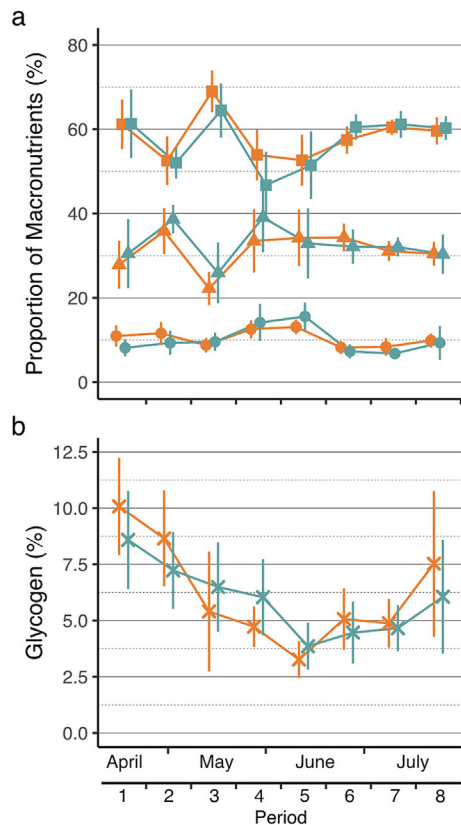 a
80
60
40
20
0
Proportion of Macronutrients (%)
b
12.5
10.0
7.5
5.0
2.5
0.0
Glycogen (%)
April May June July
1 2 3 4 5 6 7 8
Period